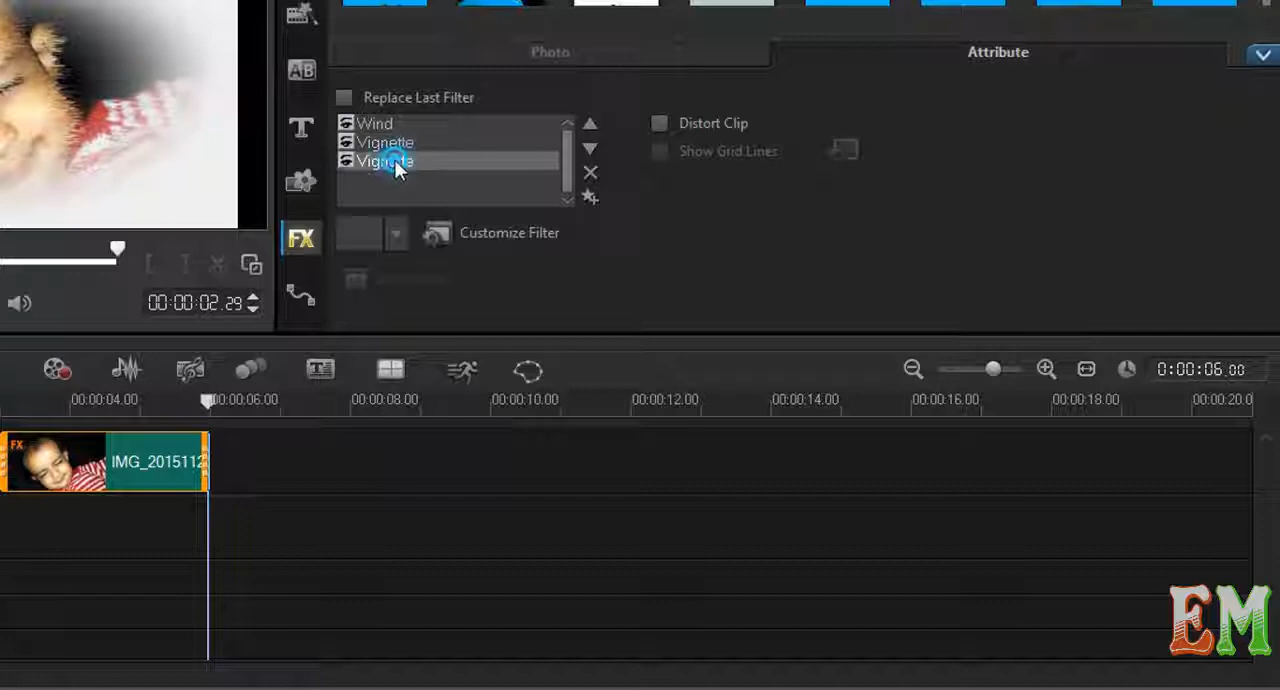 Photo
Attribute
AB
Replace Last Filter
Wind
Vignette
Vignette
Distort Clip
Show Grid Lines
T
FX
Customize Filter
00:00:02.29
0:00:06.00
00:00:04.00
00:00:06.00
00:00:08.00
00:00:10.00
00:00:12.00
00:00:14.00
00:00:16.00
00:00:18.00
00:00:20.0
FX
IMG_2015112
EM